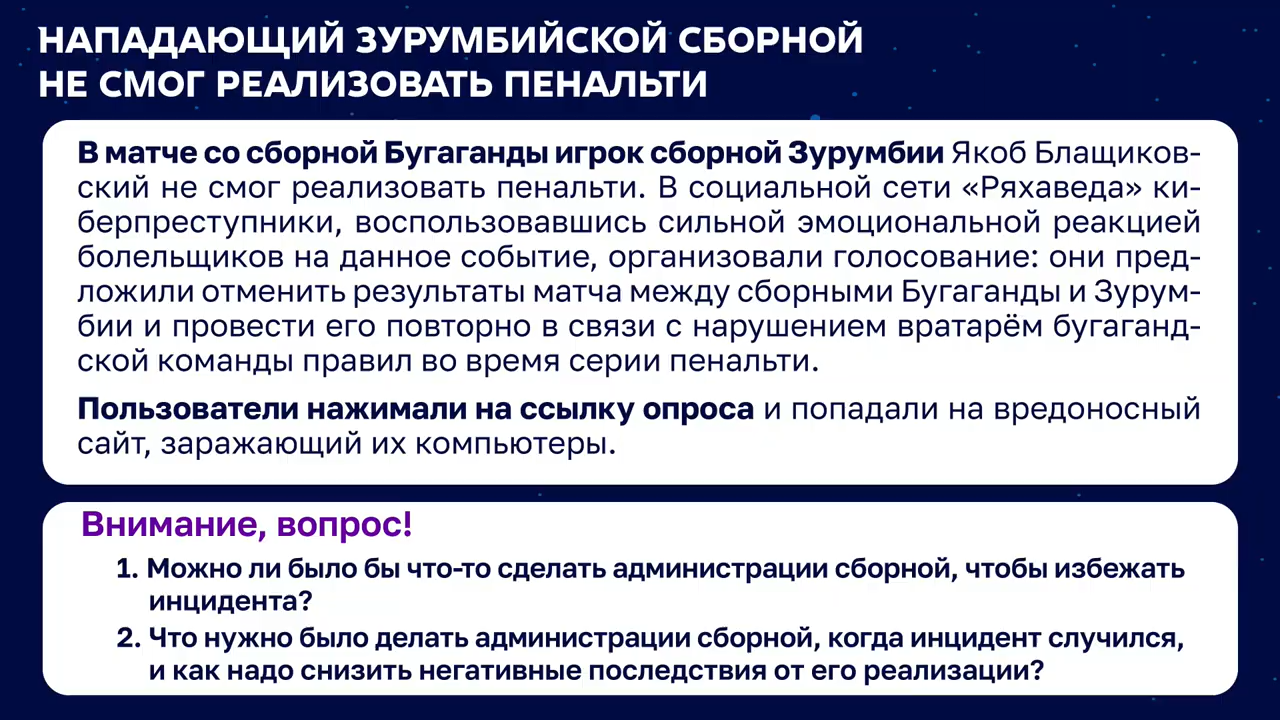 НАПАДАЮЩИЙ ЗУРУМБИЙСКОЙ СБОРНОЙ
НЕ СМОГ РЕАЛИЗОВАТЬ ПЕНАЛЬТИ
В матче со сборной Бугаганды игрок сборной Зурумбии Якоб Блащиков-
ский не смог реализовать пенальти. В социальной сети «Ряхаведа» ки-
берпреступники, воспользовавшись сильной эмоциональной реакцией
болельщиков на данное событие, организовали голосование: они пред-
ложили отменить результаты матча между сборными Бугаганды и Зурум-
бии и провести его повторно в связи с нарушением вратарём бугаганд-
ской команды правил во время серии пенальти.
Пользователи нажимали на ссылку опроса и попадали на вредоносный
сайт, заражающий их компьютеры.
Внимание, вопрос!
1. Можно ли было бы что-то сделать администрации сборной, чтобы избежать
инцидента?
2. Что нужно было делать администрации сборной, когда инцидент случился,
и как надо снизить негативные последствия от его реализации?